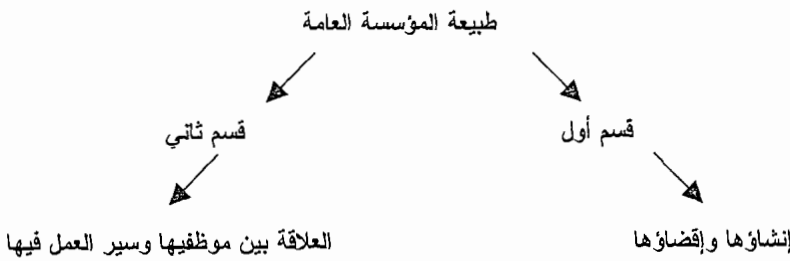 طبيعة المؤسسة العامة
قسم أول
قسم ثاني
إنشاؤها وإقضاؤها
العلاقة بين موظفيها وسير العمل فيها